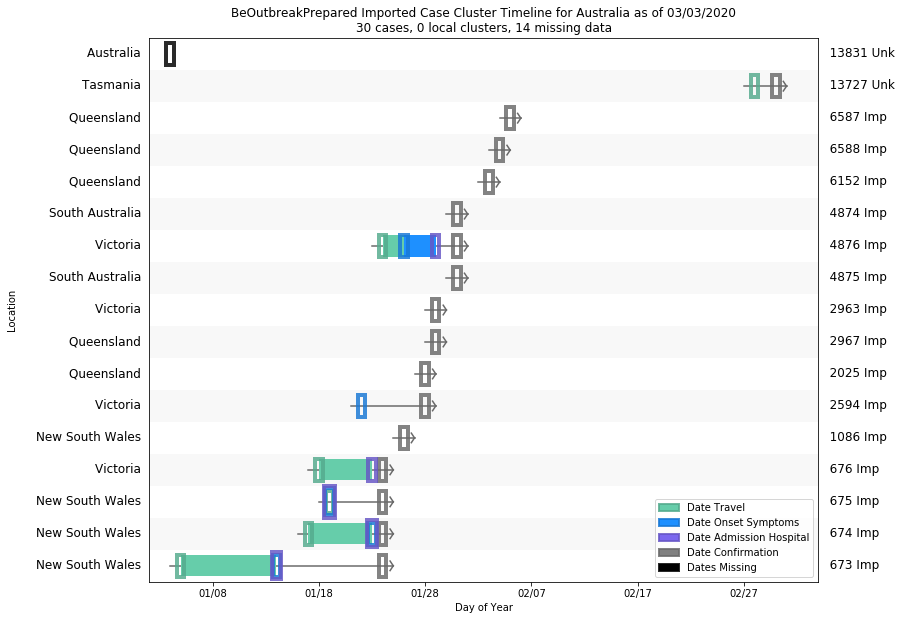 BeOutbreakPrepared Imported Case Cluster Timeline for Australia as of 03/03/2020
30 cases, 0 local clusters, 14 missing data
Australia 13831 Unk
Tasmania 13727 Unk
Queensland 6587 Imp
Queensland 6588 Imp
Queensland 6152 Imp
South Australia 4874 Imp
Victoria 4876 Imp
South Australia 4875 Imp
Victoria 2963 Imp
Queensland 2967 Imp
Queensland 2025 Imp
Victoria 2594 Imp
New South Wales 1086 Imp
Victoria 676 Imp
New South Wales 675 Imp
New South Wales 674 Imp
New South Wales 673 Imp
Location
Date Travel
Date Onset Symptoms
Date Admission Hospital
Date Confirmation
Dates Missing
01/08 01/18 01/28 02/07 02/17 02/27
Day of Year